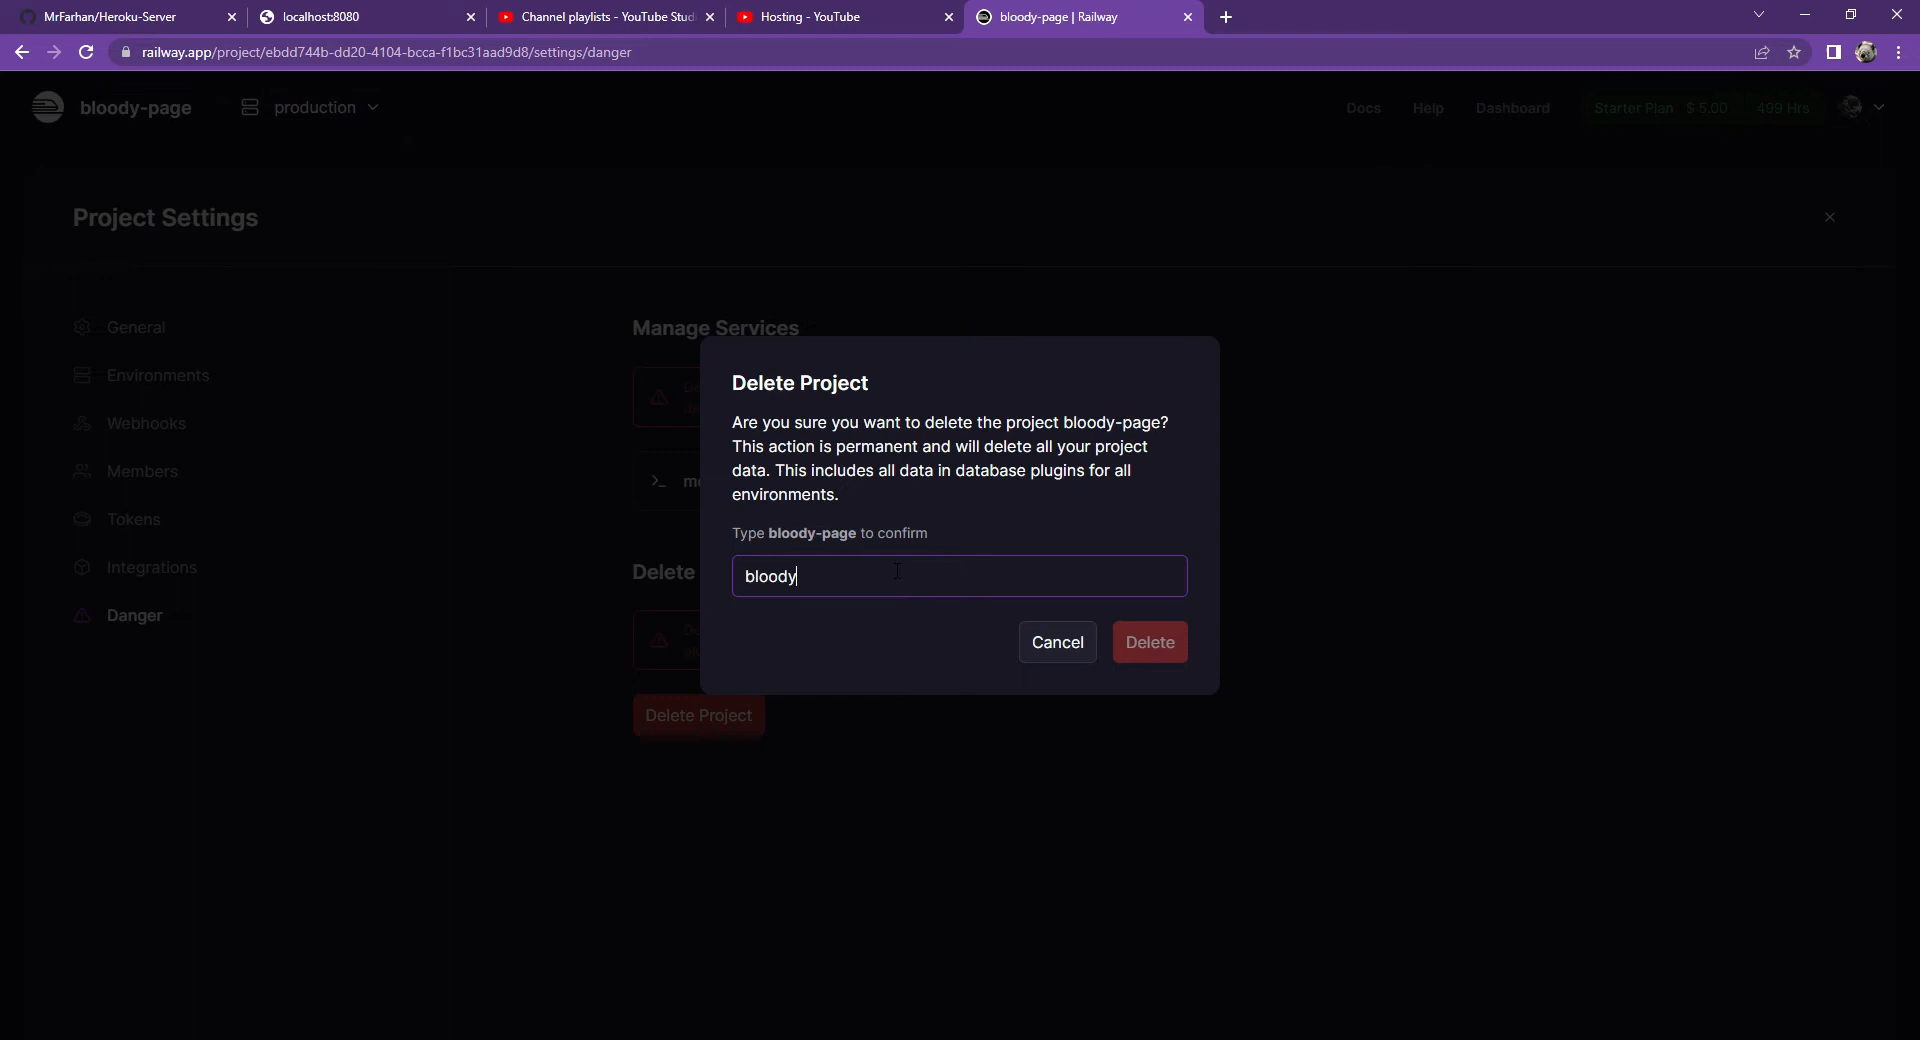 MrFarhan/Heroku-Server
localhost:8080
Channel playlists - YouTube Stud
Hosting - YouTube
bloody-page | Railway
railway.app/project/ebdd744b-dd20-4104-bcca-f1bc31aad9d8/settings/danger
bloody-page
production
Docs
Help
Dashboard
Starter Plan $ 5.00 499 Hrs
Project Settings
General
Environments
Webhooks
Members
Tokens
Integrations
Danger
Manage Services
Delete
Delete Project
Delete Project
Are you sure you want to delete the project bloody-page?
This action is permanent and will delete all your project
data. This includes all data in database plugins for all
environments.
Type bloody-page to confirm
bloody
Cancel
Delete